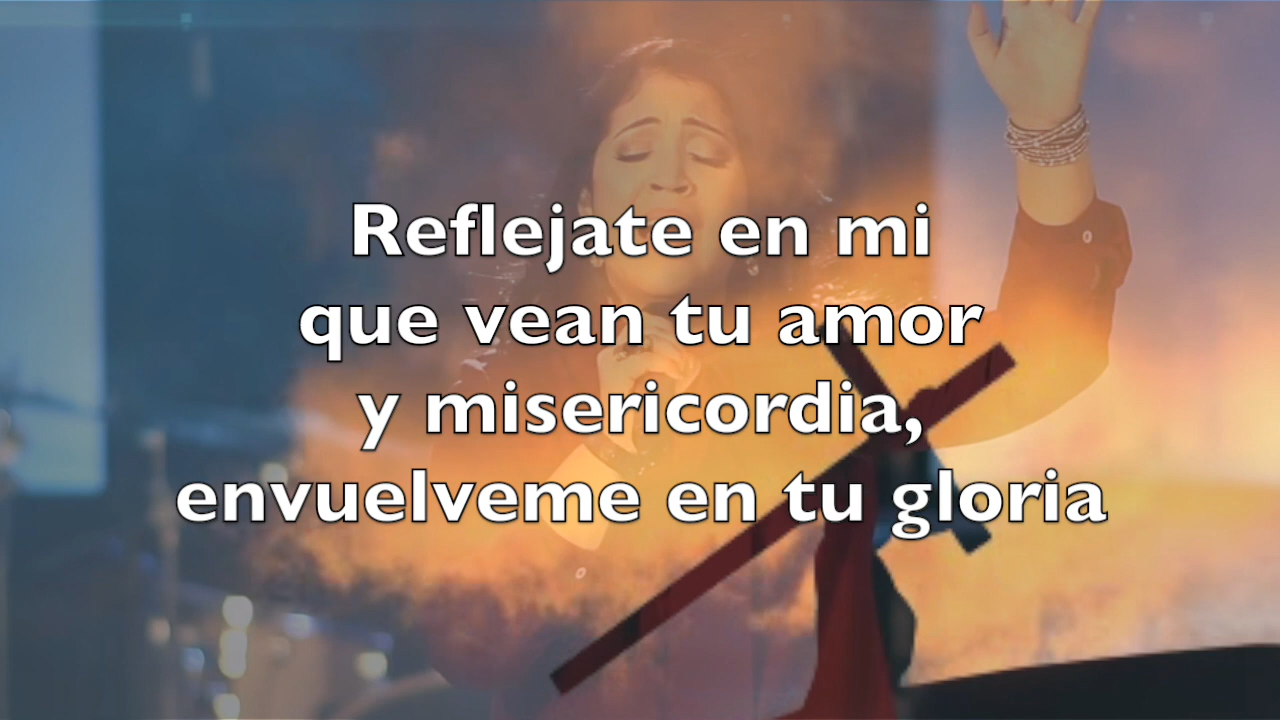 Reflejate en mi
que vean tu amor
y misericordia,
envuelveme en tu gloria